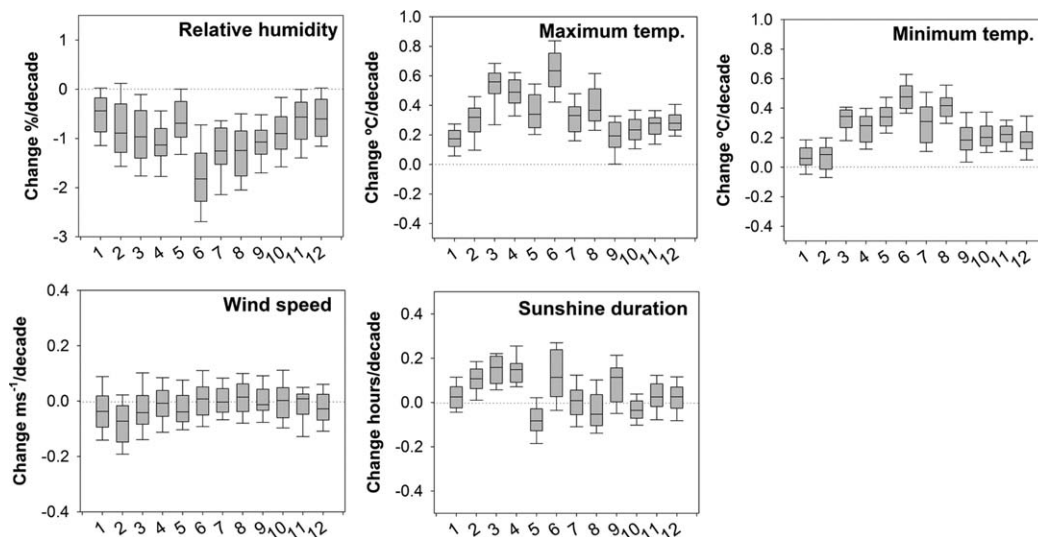 Relative humidity
Change %/decade
1
0
-1
-2
-3
1 2 3 4 5 6 7 8 9 10 11 12
Maximum temp.
Change ºC/decade
1.0
0.8
0.6
0.4
0.2
0.0
-0.2
-0.4
1 2 3 4 5 6 7 8 9 10 11 12
Minimum temp.
Change ºC/decade
1.0
0.8
0.6
0.4
0.2
0.0
-0.2
-0.4
1 2 3 4 5 6 7 8 9 10 11 12
Wind speed
Change ms⁻¹/decade
0.4
0.2
0.0
-0.2
-0.4
1 2 3 4 5 6 7 8 9 10 11 12
Sunshine duration
Change hours/decade
0.4
0.2
0.0
-0.2
-0.4
1 2 3 4 5 6 7 8 9 10 11 12